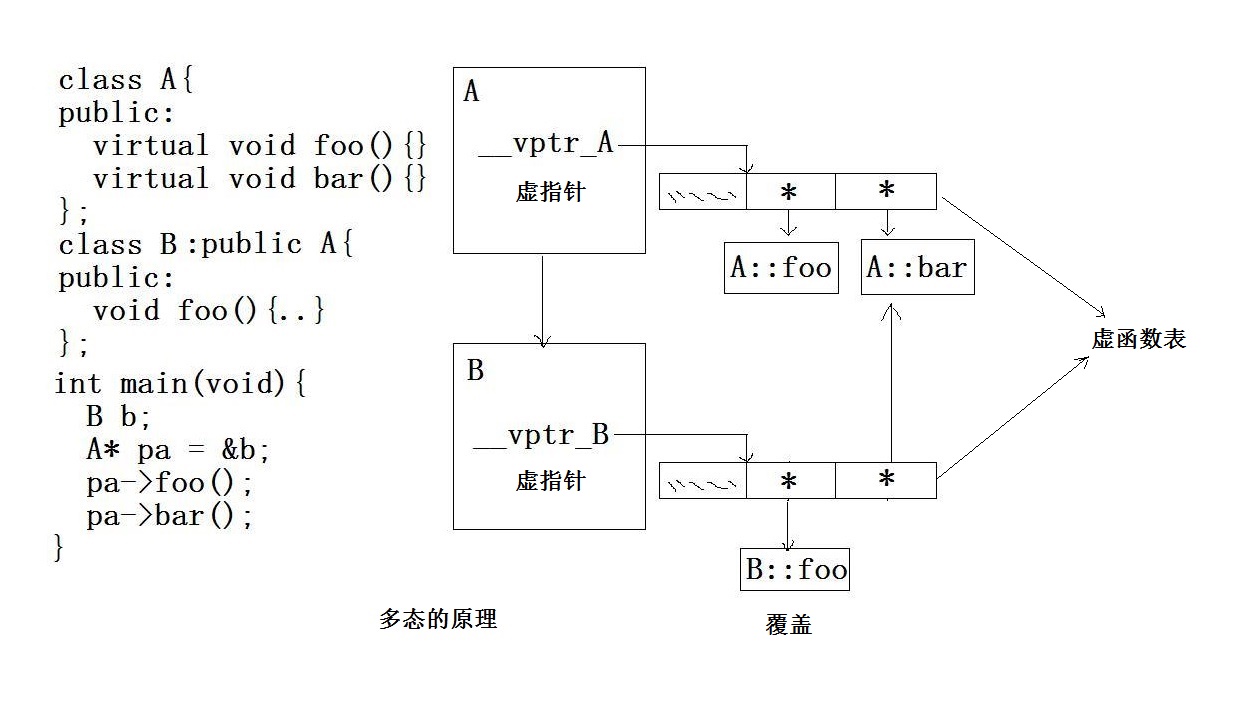 class A{
public:
  virtual void foo(){}
  virtual void bar(){}
};
class B:public A{
public:
  void foo(){..}
};
int main(void){
  B b;
  A* pa = &b;
  pa->foo();
  pa->bar();
}
A
__vptr_A
虚指针
* *
A::foo A::bar
虚函数表
B
__vptr_B
虚指针
* *
B::foo
多态的原理
覆盖